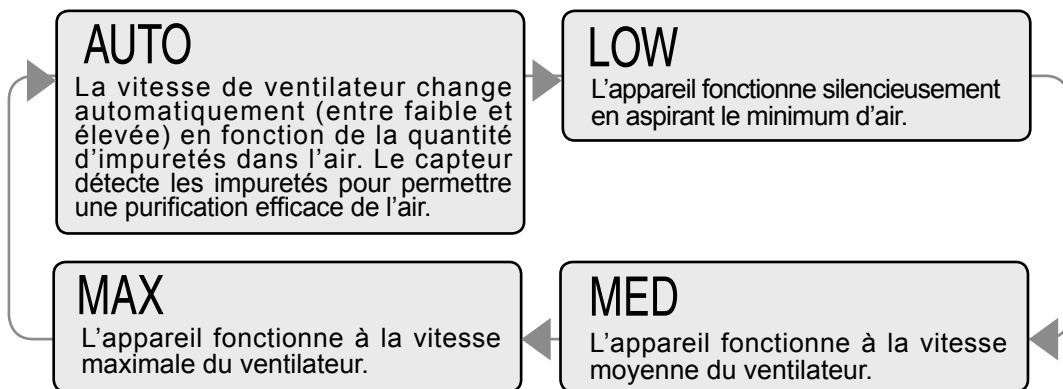 AUTO
La vitesse de ventilateur change
automatiquement (entre faible et
élevée) en fonction de la quantité
d'impuretés dans l'air. Le capteur
détecte les impuretés pour permettre
une purification efficace de l'air.
LOW
L'appareil fonctionne silencieusement
en aspirant le minimum d'air.
MAX
L'appareil fonctionne à la vitesse
maximale du ventilateur.
MED
L'appareil fonctionne à la vitesse
moyenne du ventilateur.